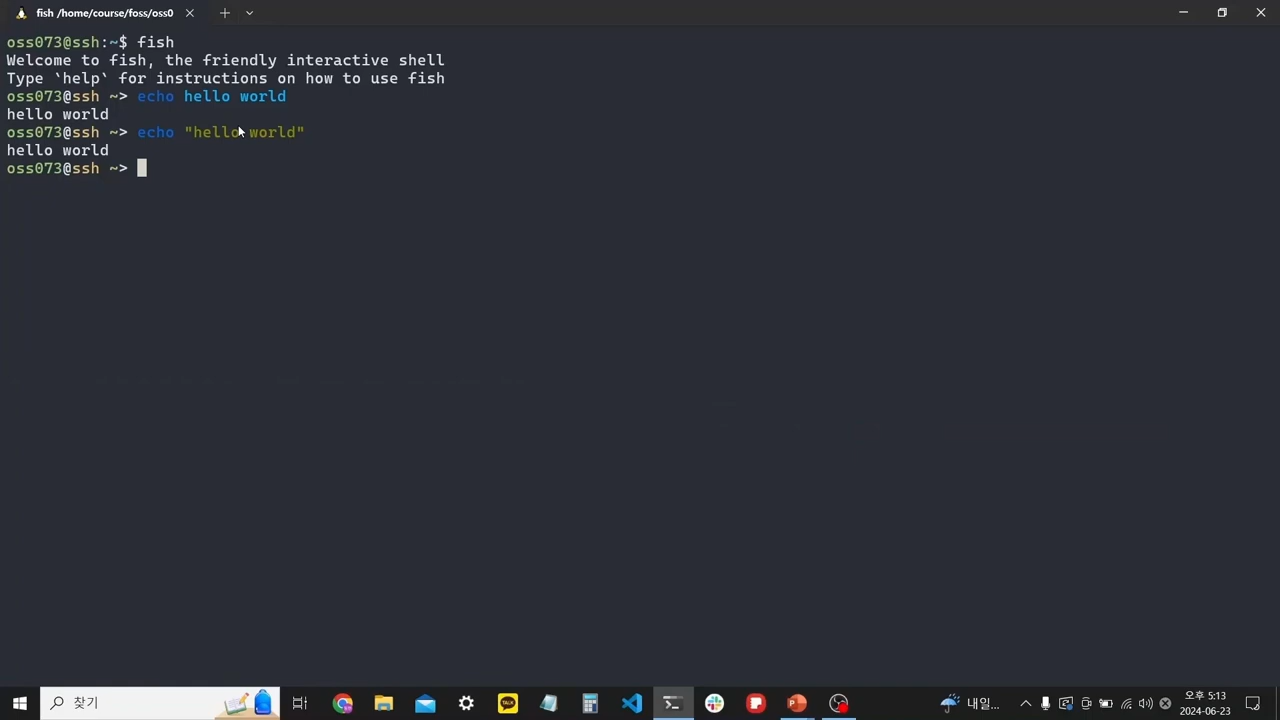 fish /home/course/foss/oss0
oss073@ssh:~$ fish
Welcome to fish, the friendly interactive shell
Type `help` for instructions on how to use fish
oss073@ssh ~> echo hello world
hello world
oss073@ssh ~> echo "hello world"
hello world
oss073@ssh ~>
찾기
TALK
내일...
오후 5:13
2024-06-23